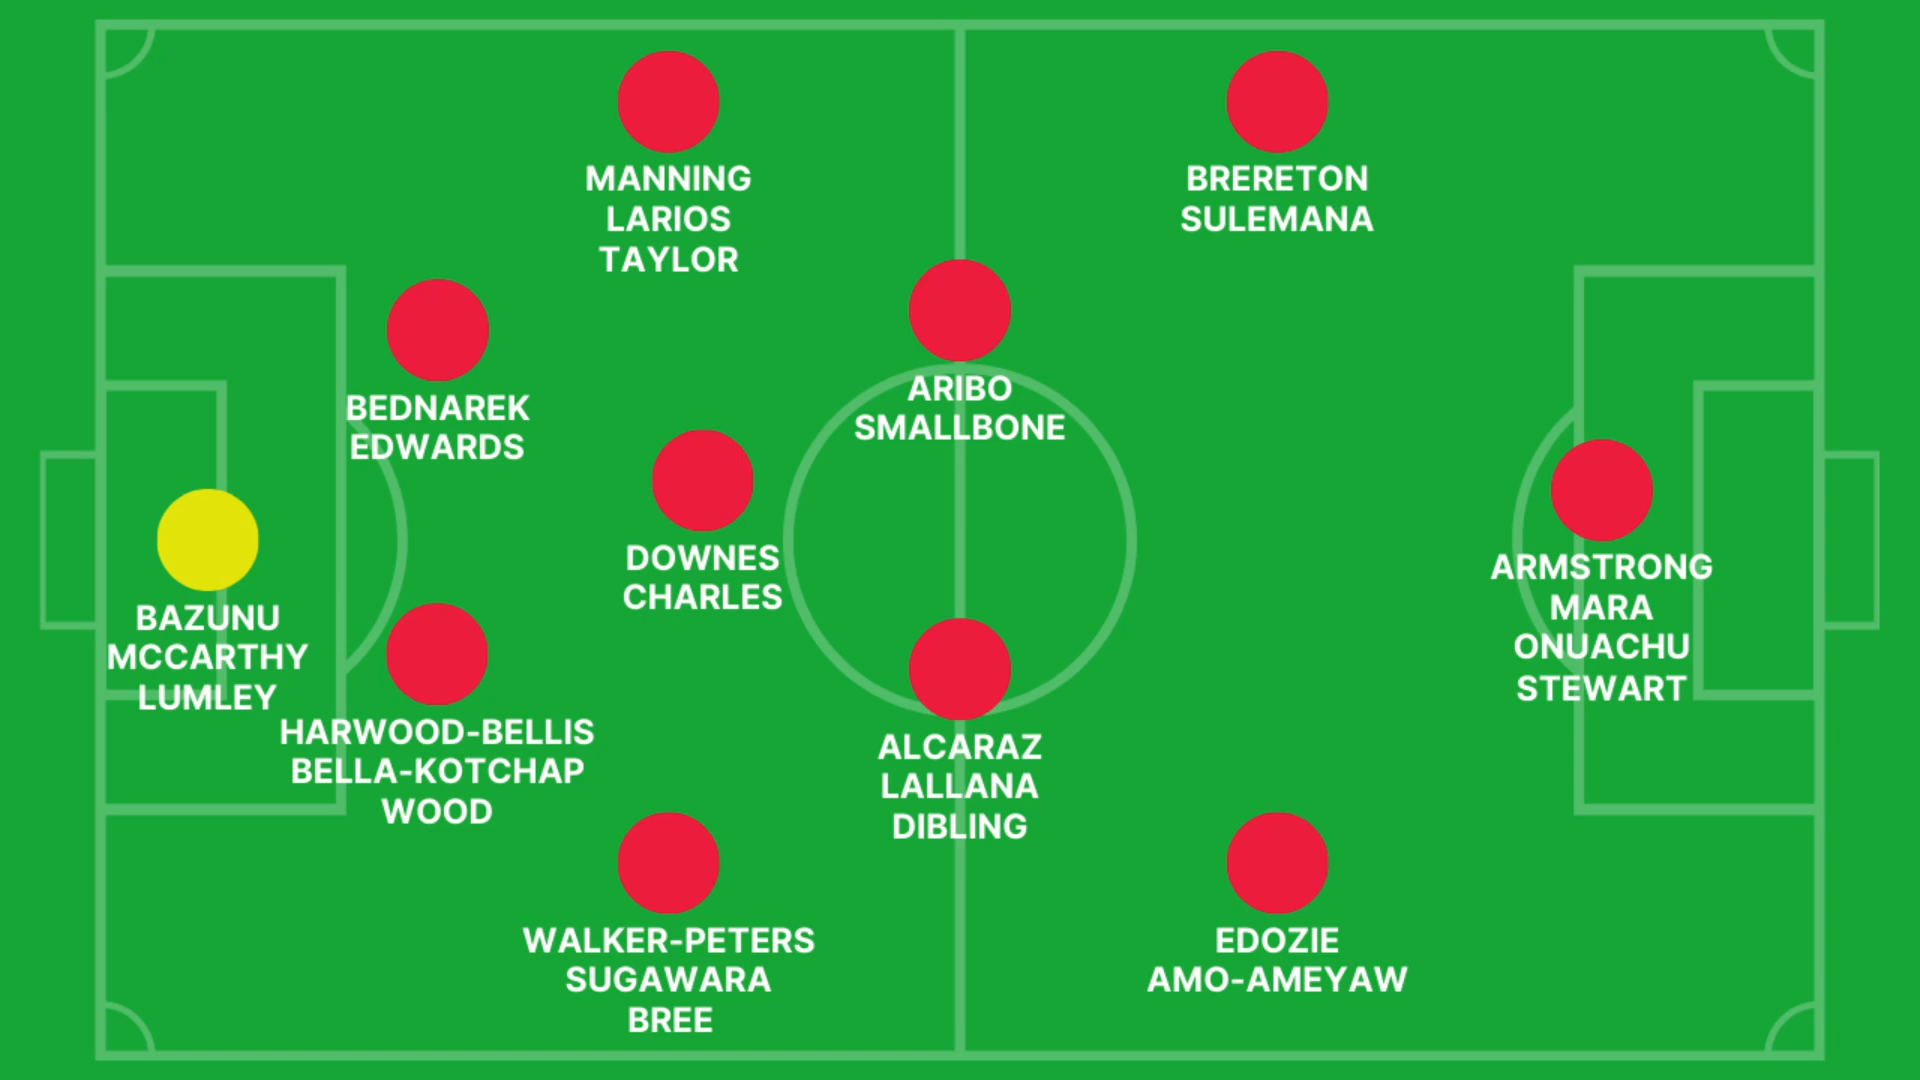 MANNING
LARIOS
TAYLOR
BRERETON
SULEMANA
BEDNAREK
EDWARDS
ARIBO
SMALLBONE
DOWNES
CHARLES
BAZUNU
MCCARTHY
LUMLEY
ARMSTRONG
MARA
ONUACHU
STEWART
HARWOOD-BELLIS
BELLA-KOTCHAP
WOOD
ALCARAZ
LALLANA
DIBLING
WALKER-PETERS
SUGAWARA
BREE
EDOZIE
AMO-AMEYAW